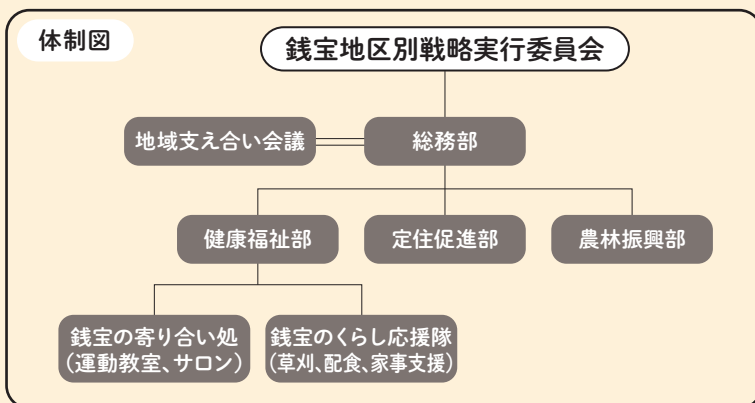 体制図
銭宝地区別戦略実行委員会
地域支え合い会議
総務部
健康福祉部
定住促進部
農林振興部
銭宝の寄り合い処
(運動教室、サロン)
銭宝のくらし応援隊
(草刈、配食、家事支援)